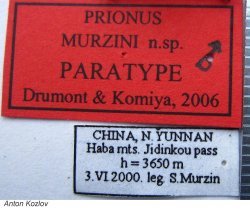 PRIONUS
MURZINI n.sp.
PARATYPE
Drumont & Komiya, 2006
CHINA, N. YUNNAN
Haba mts. Jidinkou pass
h = 3650 m
3.VI.2000. leg. S.Murzin
Anton Kozlov